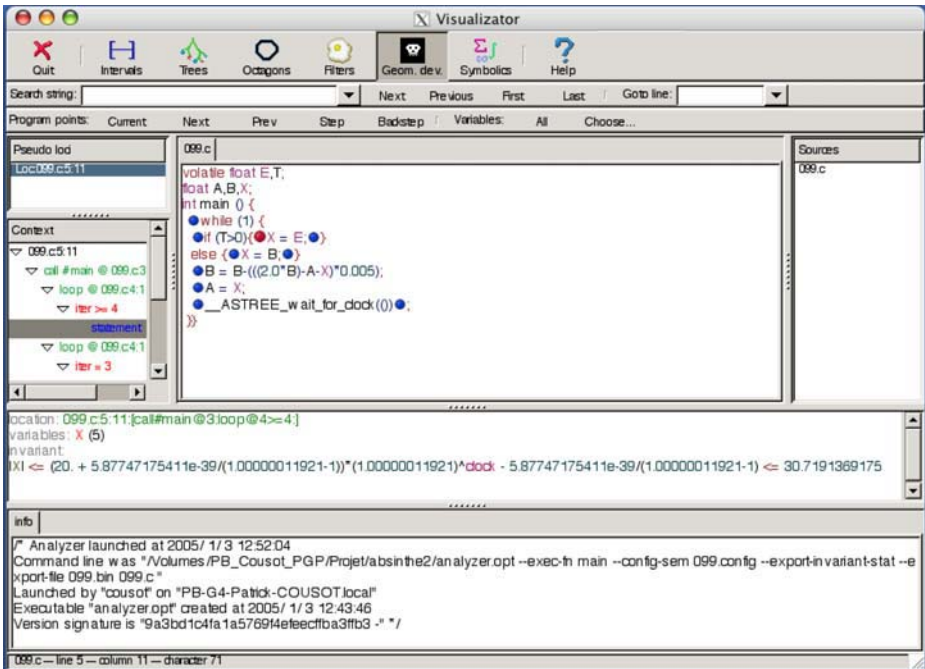 Visualizator
Quit Intervals Trees Octagons Filters Geom. dev. Symbolics Help
Search string: Next Previous First Last Goto line:
Program points: Current Next Prev Step Backstep Variables: All Choose...
Pseudo loci
Loc:099.c:5:11
Context
099.c:5:11
call #main @ 099.c3
loop @ 099.c4:1
iter >= 4
statement
loop @ 099.c4:1
iter = 3
099.c
volatile float E,T;
float A,B,X;
int main () {
while (1) {
if (T>0){X = E;}
else {X = B;}
B = B-(((2.0*B)-A-X)*0.005);
A = X;
__ASTREE_wait_for_clock(());
}}
Sources
099.c
location: 099.c:5:11:[call#main@3:loop@4>=4:]
variables: X (5)
invariant:
|X| <= (20. + 5.87747175411e-39/(1.00000011921-1))*(1.00000011921)^clock - 5.87747175411e-39/(1.00000011921-1) <= 30.7191369175
info
/* Analyzer launched at 2005/ 1/ 3 12:52:04
Command line was "/Volumes/PB_Cousot_PGP/Projet/absinthe2/analyzer.opt --exec-fn main --config-sem 099.config --export-invariant-stat --e
xport-file 099.bin 099.c "
Launched by "cousot" on "PB-G4-Patrick-COUSOT.local"
Executable "analyzer.opt" created at 2005/ 1/ 3 12:43:46
Version signature is "9a3bd1c4fa1a5769f4efeecffba3ffb3 -" */
099.c — line 5 — column 11 — character 71